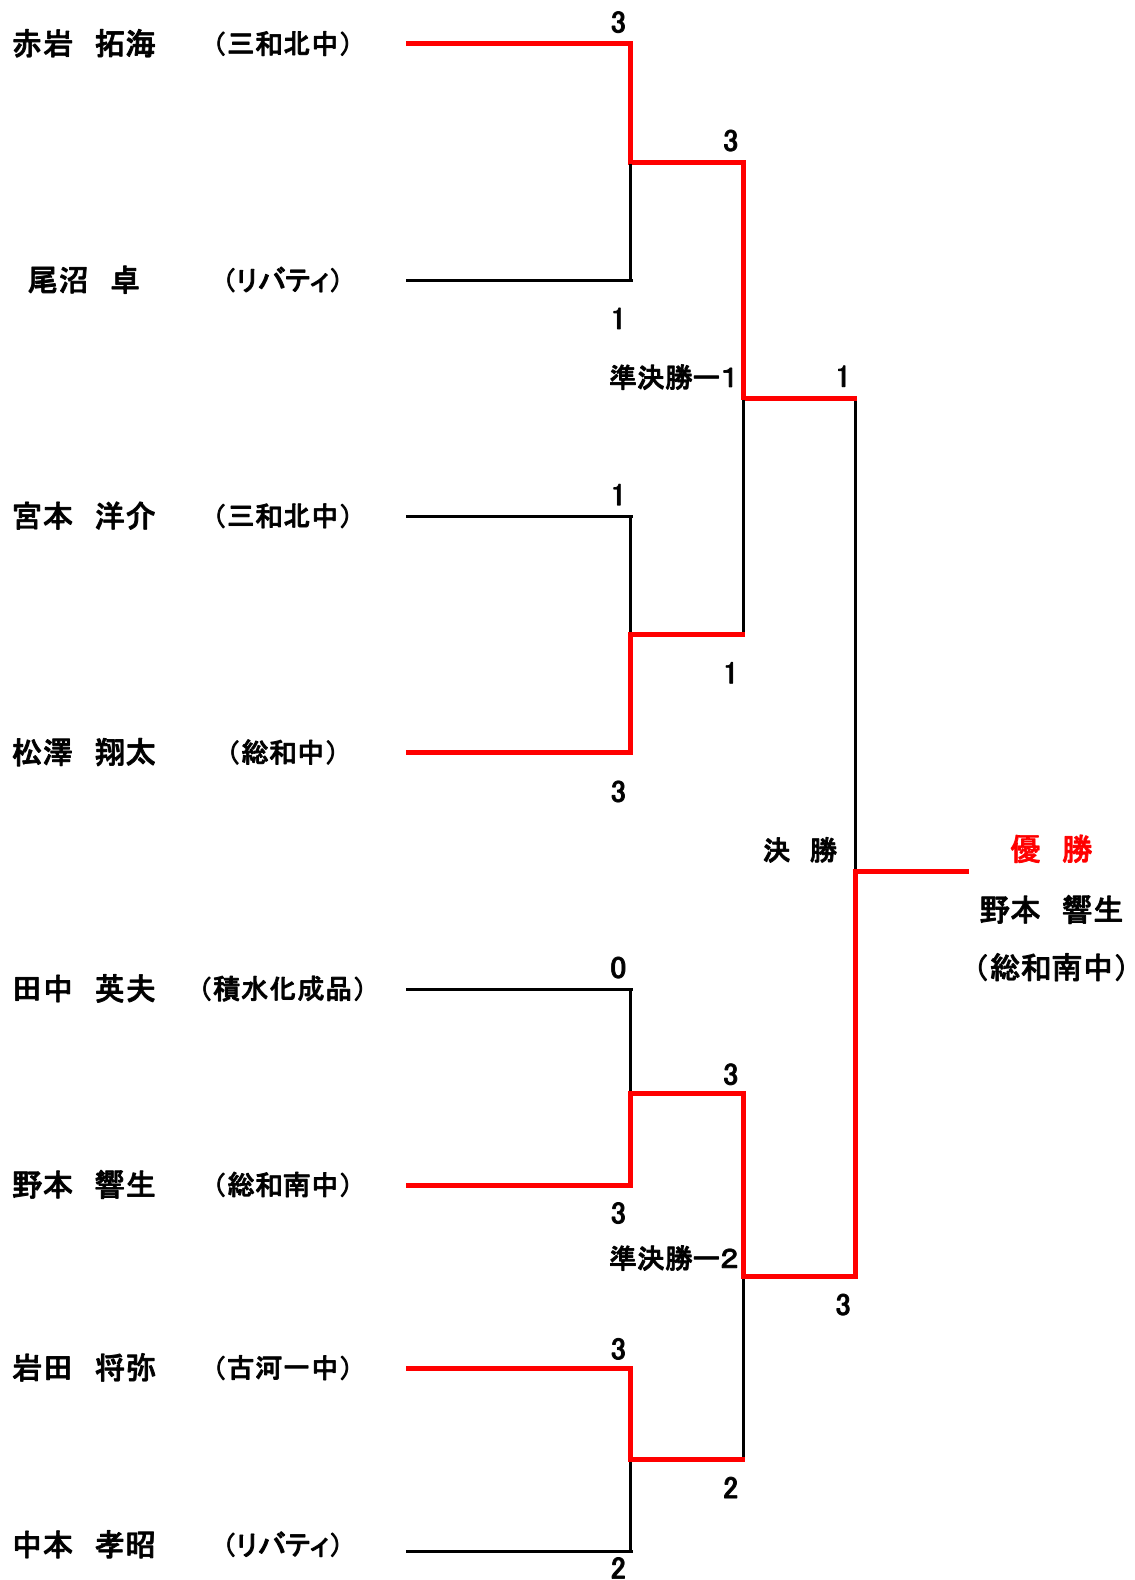 3
赤岩 拓海 （三和北中）
3
尾沼 卓 （リバティ）
1
準決勝ー1 1
1
宮本 洋介 （三和北中）
1
松澤 翔太 （総和中）
3
決 勝 優 勝
野本 響生
（総和南中）
0
田中 英夫 （積水化成品）
3
野本 響生 （総和南中）
3
準決勝ー2
3
3
岩田 将弥 （古河一中）
2
中本 孝昭 （リバティ）
2